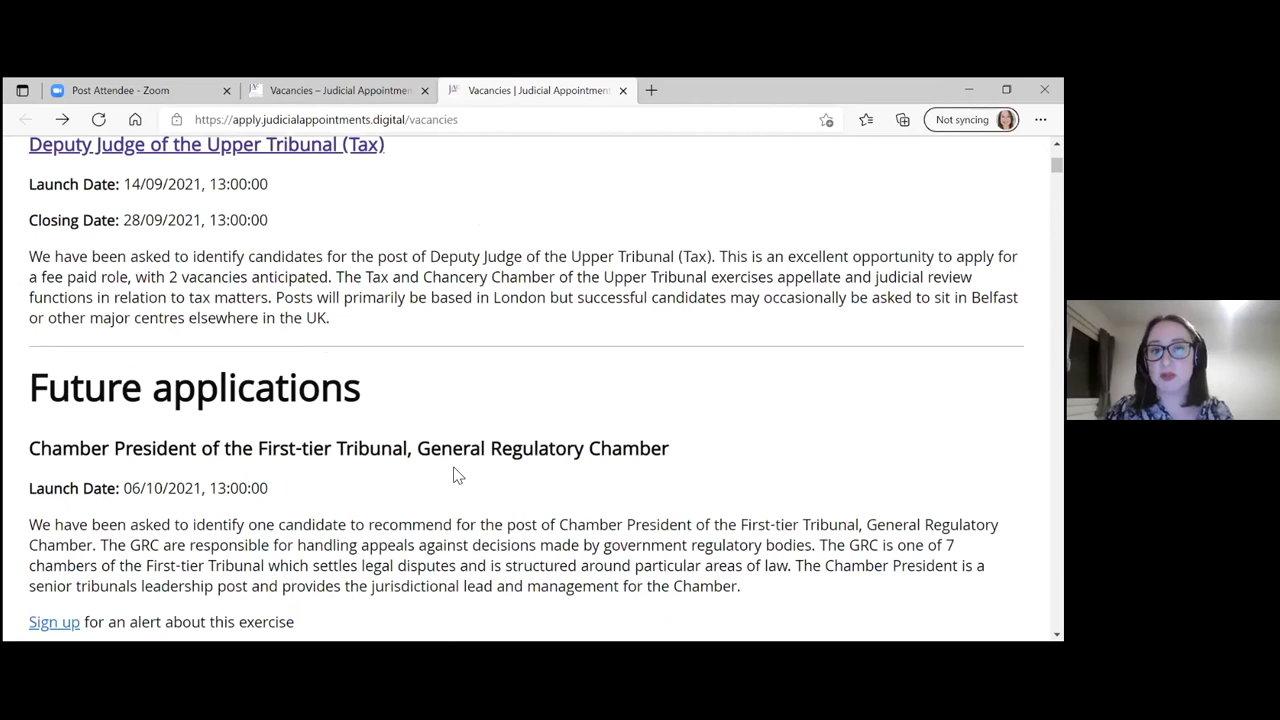 Post Attendee - Zoom
Vacancies – Judicial Appointmen
Vacancies | Judicial Appointment
https://apply.judicialappointments.digital/vacancies
Not syncing
Deputy Judge of the Upper Tribunal (Tax)
Launch Date: 14/09/2021, 13:00:00
Closing Date: 28/09/2021, 13:00:00
We have been asked to identify candidates for the post of Deputy Judge of the Upper Tribunal (Tax). This is an excellent opportunity to apply for
a fee paid role, with 2 vacancies anticipated. The Tax and Chancery Chamber of the Upper Tribunal exercises appellate and judicial review
functions in relation to tax matters. Posts will primarily be based in London but successful candidates may occasionally be asked to sit in Belfast
or other major centres elsewhere in the UK.
Future applications
Chamber President of the First-tier Tribunal, General Regulatory Chamber
Launch Date: 06/10/2021, 13:00:00
We have been asked to identify one candidate to recommend for the post of Chamber President of the First-tier Tribunal, General Regulatory
Chamber. The GRC are responsible for handling appeals against decisions made by government regulatory bodies. The GRC is one of 7
chambers of the First-tier Tribunal which settles legal disputes and is structured around particular areas of law. The Chamber President is a
senior tribunals leadership post and provides the jurisdictional lead and management for the Chamber.
Sign up for an alert about this exercise